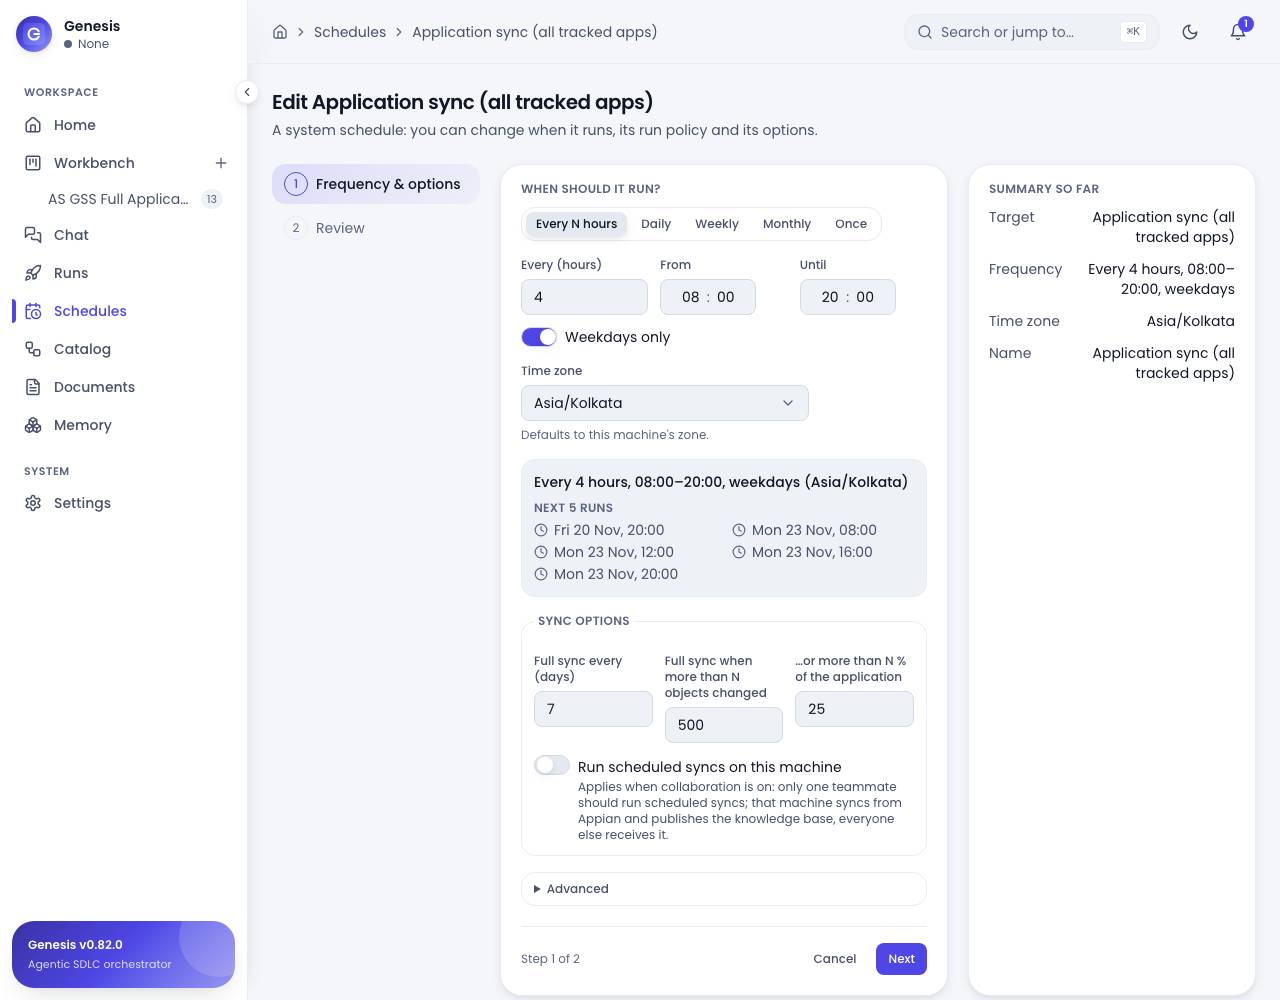 Genesis
None
WORKSPACE
Home
Workbench
AS GSS Full Applica...
13
Chat
Runs
Schedules
Catalog
Documents
Memory
SYSTEM
Settings
Genesis v0.82.0
Agentic SDLC orchestrator
Schedules
Application sync (all tracked apps)
Search or jump to...
⌘K
1
Edit Application sync (all tracked apps)
A system schedule: you can change when it runs, its run policy and its options.
1 Frequency & options
2 Review
WHEN SHOULD IT RUN?
Every N hours Daily Weekly Monthly Once
Every (hours) From Until
4 08 : 00 20 : 00
Weekdays only
Time zone
Asia/Kolkata
Defaults to this machine's zone.
Every 4 hours, 08:00–20:00, weekdays (Asia/Kolkata)
NEXT 5 RUNS
Fri 20 Nov, 20:00 Mon 23 Nov, 08:00
Mon 23 Nov, 12:00 Mon 23 Nov, 16:00
Mon 23 Nov, 20:00
SYNC OPTIONS
Full sync every
(days)
7
Full sync when
more than N
objects changed
500
...or more than N %
of the application
25
Run scheduled syncs on this machine
Applies when collaboration is on: only one teammate
should run scheduled syncs; that machine syncs from
Appian and publishes the knowledge base, everyone
else receives it.
Advanced
Step 1 of 2
Cancel
Next
SUMMARY SO FAR
Target Application sync (all
tracked apps)
Frequency Every 4 hours, 08:00–
20:00, weekdays
Time zone Asia/Kolkata
Name Application sync (all
tracked apps)